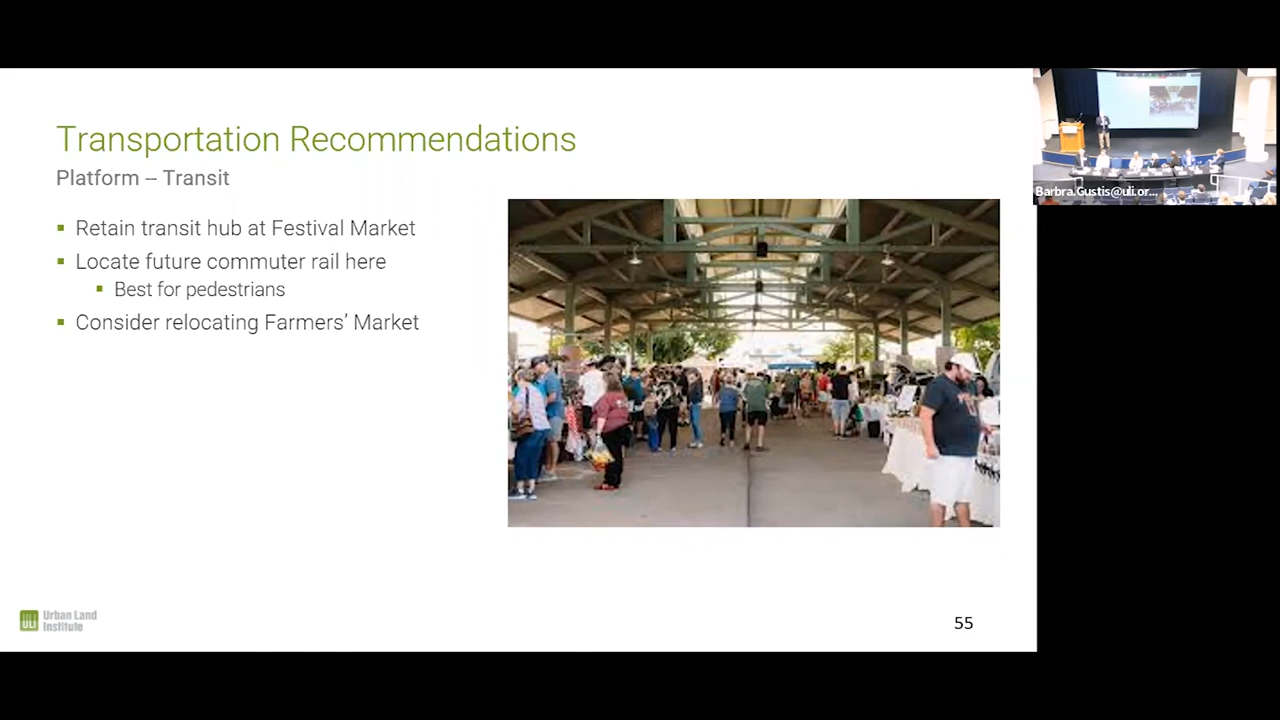 Transportation Recommendations
Platform – Transit
Retain transit hub at Festival Market
Locate future commuter rail here
Best for pedestrians
Consider relocating Farmers’ Market
ULI Urban Land
Institute
55
Barbra.Gustis@uli.or...